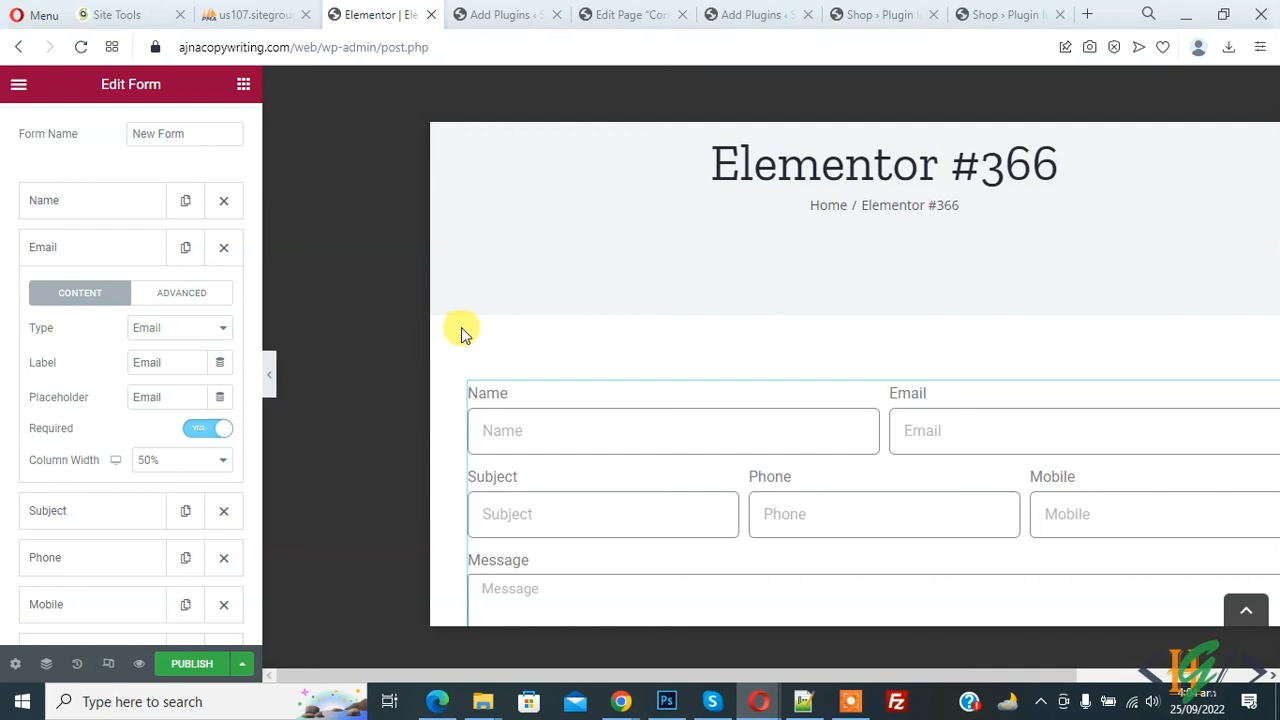 Menu
Site Tools
us107.sitegroun
Elementor | Ele
Add Plugins ‹ S
Edit Page "Con
Add Plugins ‹ S
Shop › Plugin I
Shop › Plugin In
ajnacopywriting.com/web/wp-admin/post.php
Edit Form
Form Name
New Form
Name
Email
CONTENT
ADVANCED
Type
Email
Label
Email
Placeholder
Email
Required
YES
Column Width
50%
Subject
Phone
Mobile
PUBLISH
Elementor #366
Home / Elementor #366
Name
Email
Name
Email
Subject
Phone
Mobile
Subject
Phone
Mobile
Message
Message
Type here to search
25/09/2022